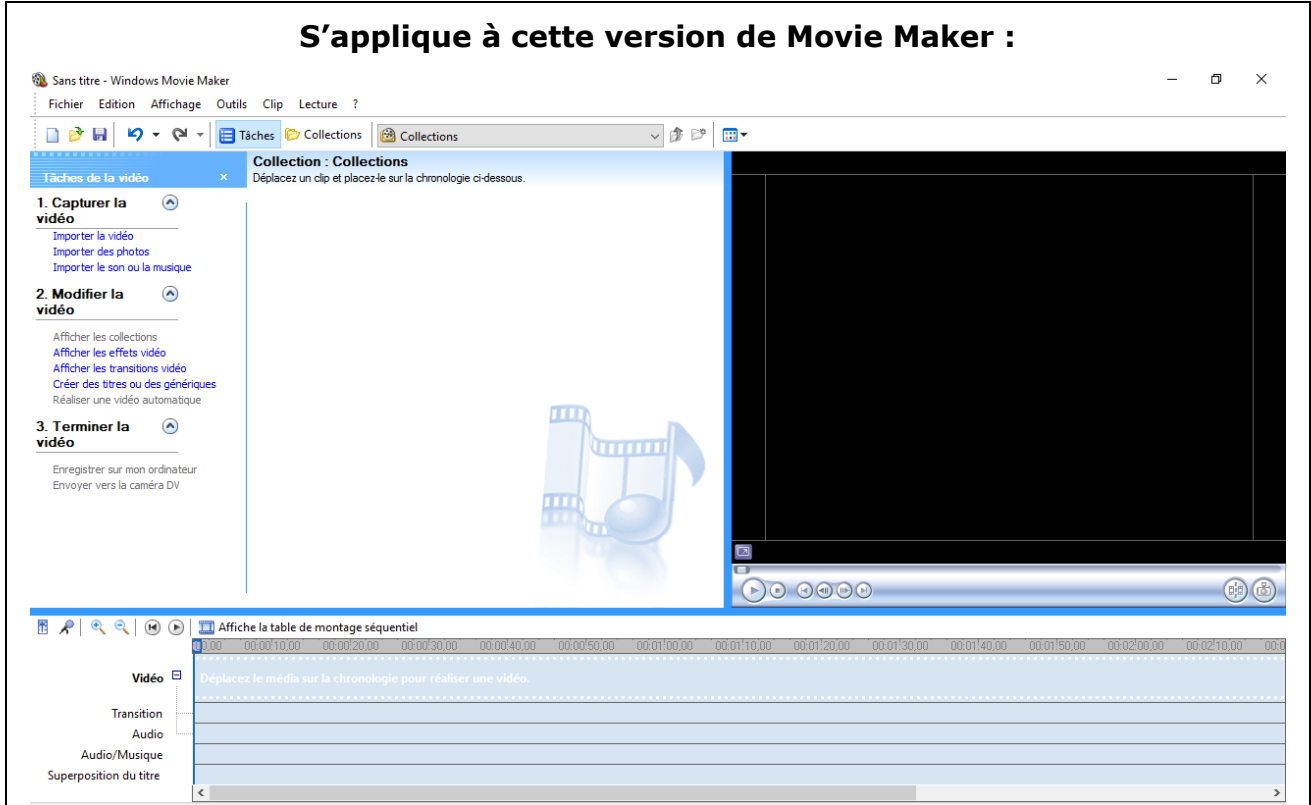 S’applique à cette version de Movie Maker :
Sans titre - Windows Movie Maker
Fichier Edition Affichage Outils Clip Lecture ?
Tâches Collections Collections
Tâches de la vidéo
1. Capturer la
vidéo
Importer la vidéo
Importer des photos
Importer le son ou la musique
2. Modifier la
vidéo
Afficher les collections
Afficher les effets vidéo
Afficher les transitions vidéo
Créer des titres ou des génériques
Réaliser une vidéo automatique
3. Terminer la
vidéo
Enregistrer sur mon ordinateur
Envoyer vers la caméra DV
Collection : Collections
Déplacez un clip et placez-le sur la chronologie ci-dessous.
Affiche la table de montage séquentiel
00:00:10,00 00:00:20,00 00:00:30,00 00:00:40,00 00:00:50,00 00:01:00,00 00:01:10,00 00:01:20,00 00:01:30,00 00:01:40,00 00:01:50,00 00:02:00,00 00:02:10,00
Vidéo
Déplacez le média sur la chronologie pour réaliser une vidéo.
Transition
Audio
Audio/Musique
Superposition du titre